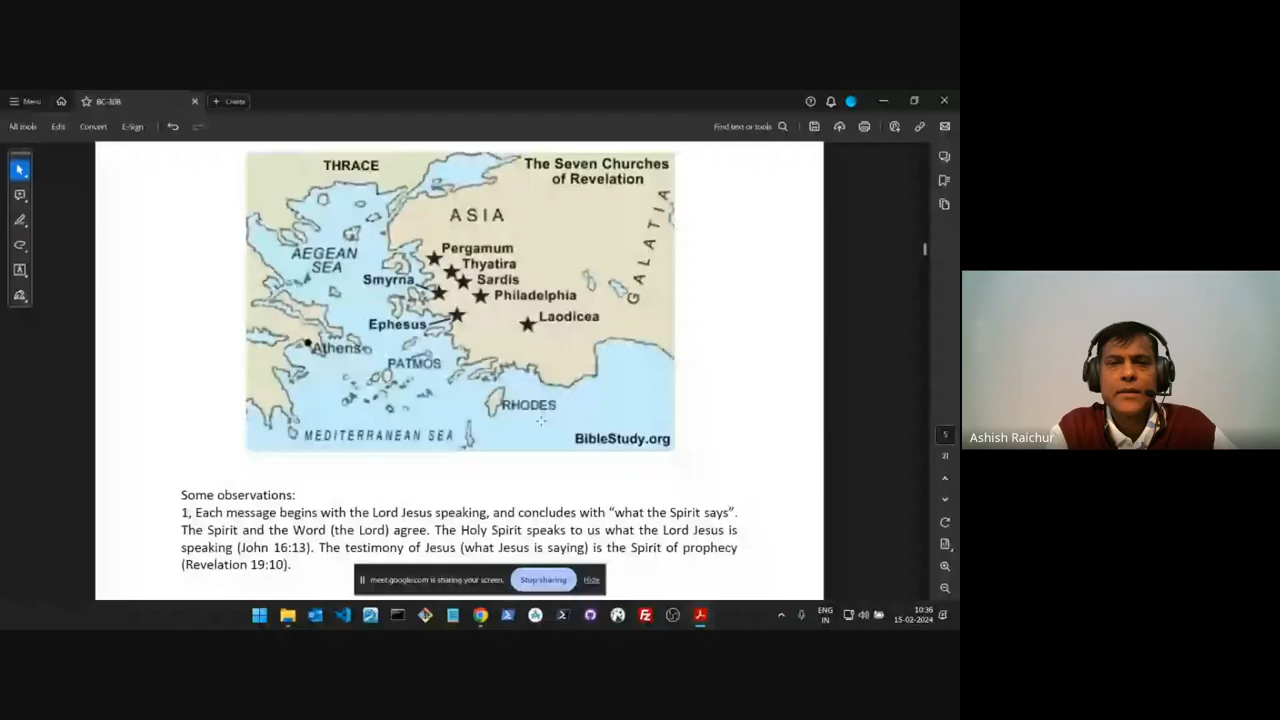 Menu
BC-308
Create
All tools
Edit
Convert
E-Sign
Find text or tools
THRACE
The Seven Churches
of Revelation
ASIA
GALATIA
AEGEAN
SEA
Pergamum
Thyatira
Smyrna
Sardis
Philadelphia
Ephesus
Laodicea
Athens
PATMOS
RHODES
MEDITERRANEAN SEA
BibleStudy.org
Some observations:
1, Each message begins with the Lord Jesus speaking, and concludes with “what the Spirit says”.
The Spirit and the Word (the Lord) agree. The Holy Spirit speaks to us what the Lord Jesus is
speaking (John 16:13). The testimony of Jesus (what Jesus is saying) is the Spirit of prophecy
(Revelation 19:10).
meet.google.com is sharing your screen.
Stop sharing
Hide
5
21
ENG
IN
10:36
15-02-2024
Ashish Raichur